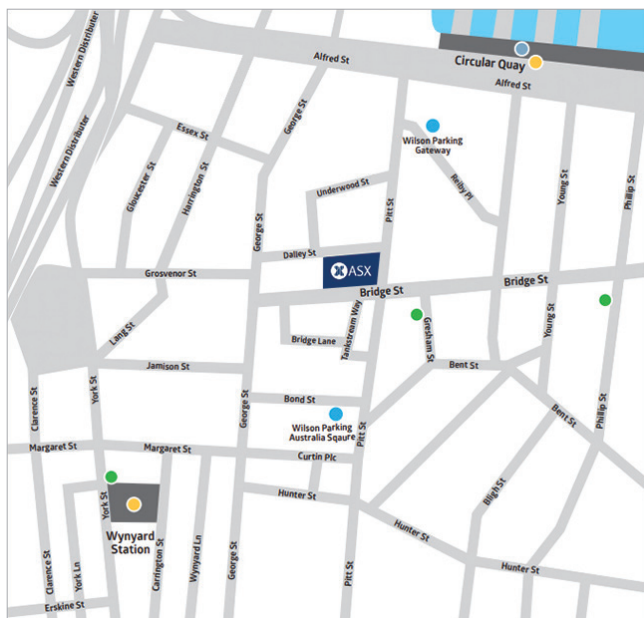 Western Distributer
Alfred St
Circular Quay
Alfred St
Western Distributer
George St
Essex St
Wilson Parking
Gateway
Gloucester St
Harrington St
Underwood St
Pitt St
Reiby Pl
Young St
Phillip St
George St
Dalley St
ASX
Grosvenor St
Bridge St
Bridge St
Lang St
Bridge Lane
Tankstream Way
Gresham St
Young St
Jamison St
Bent St
Clarence St
York St
George St
Bond St
Wilson Parking
Australia Sqaure
Pitt St
Bent St
Phillip St
Margaret St
Margaret St
Curtin Plc
York St
Hunter St
Bligh St
Wynyard
Station
Hunter St
Hunter St
Clarence St
York Ln
Carrington St
Wynyard Ln
George St
Pitt St
Erskine St